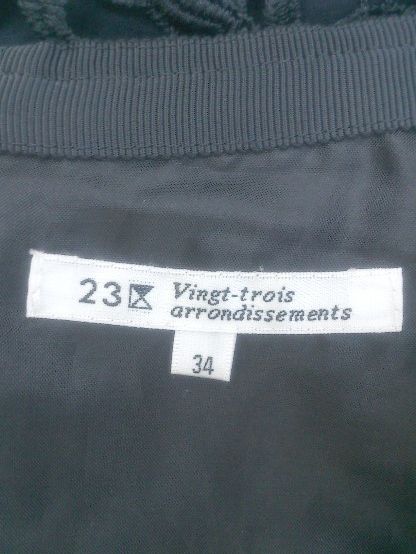 23区 Vingt-trois
arrondissements
34